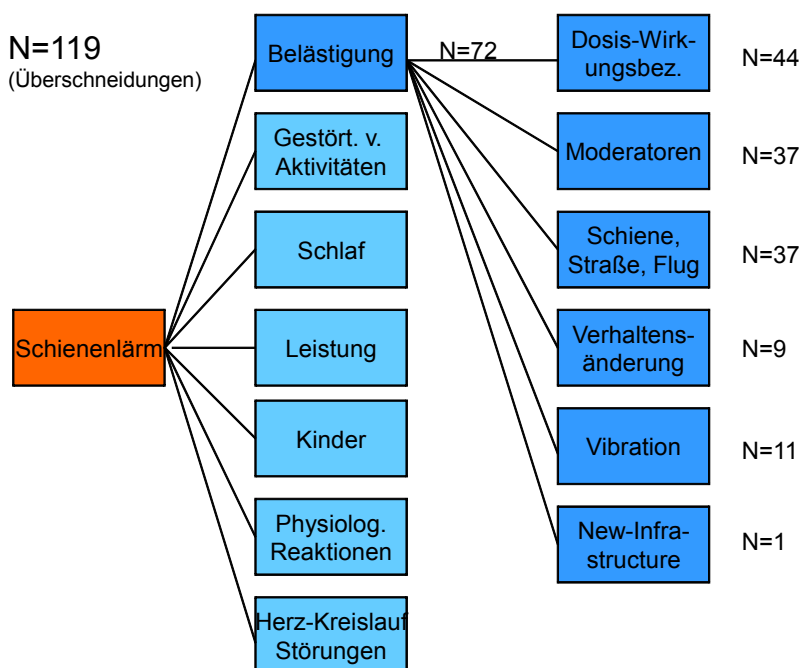 N=119
(Überschneidungen)
Schienenlärm
Belästigung
Gestört. v.
Aktivitäten
Schlaf
Leistung
Kinder
Physiolog.
Reaktionen
Herz-Kreislauf
Störungen
N=72
Dosis-Wirk-
ungsbez.
N=44
Moderatoren
N=37
Schiene,
Straße, Flug
N=37
Verhaltens-
änderung
N=9
Vibration
N=11
New-Infra-
structure
N=1